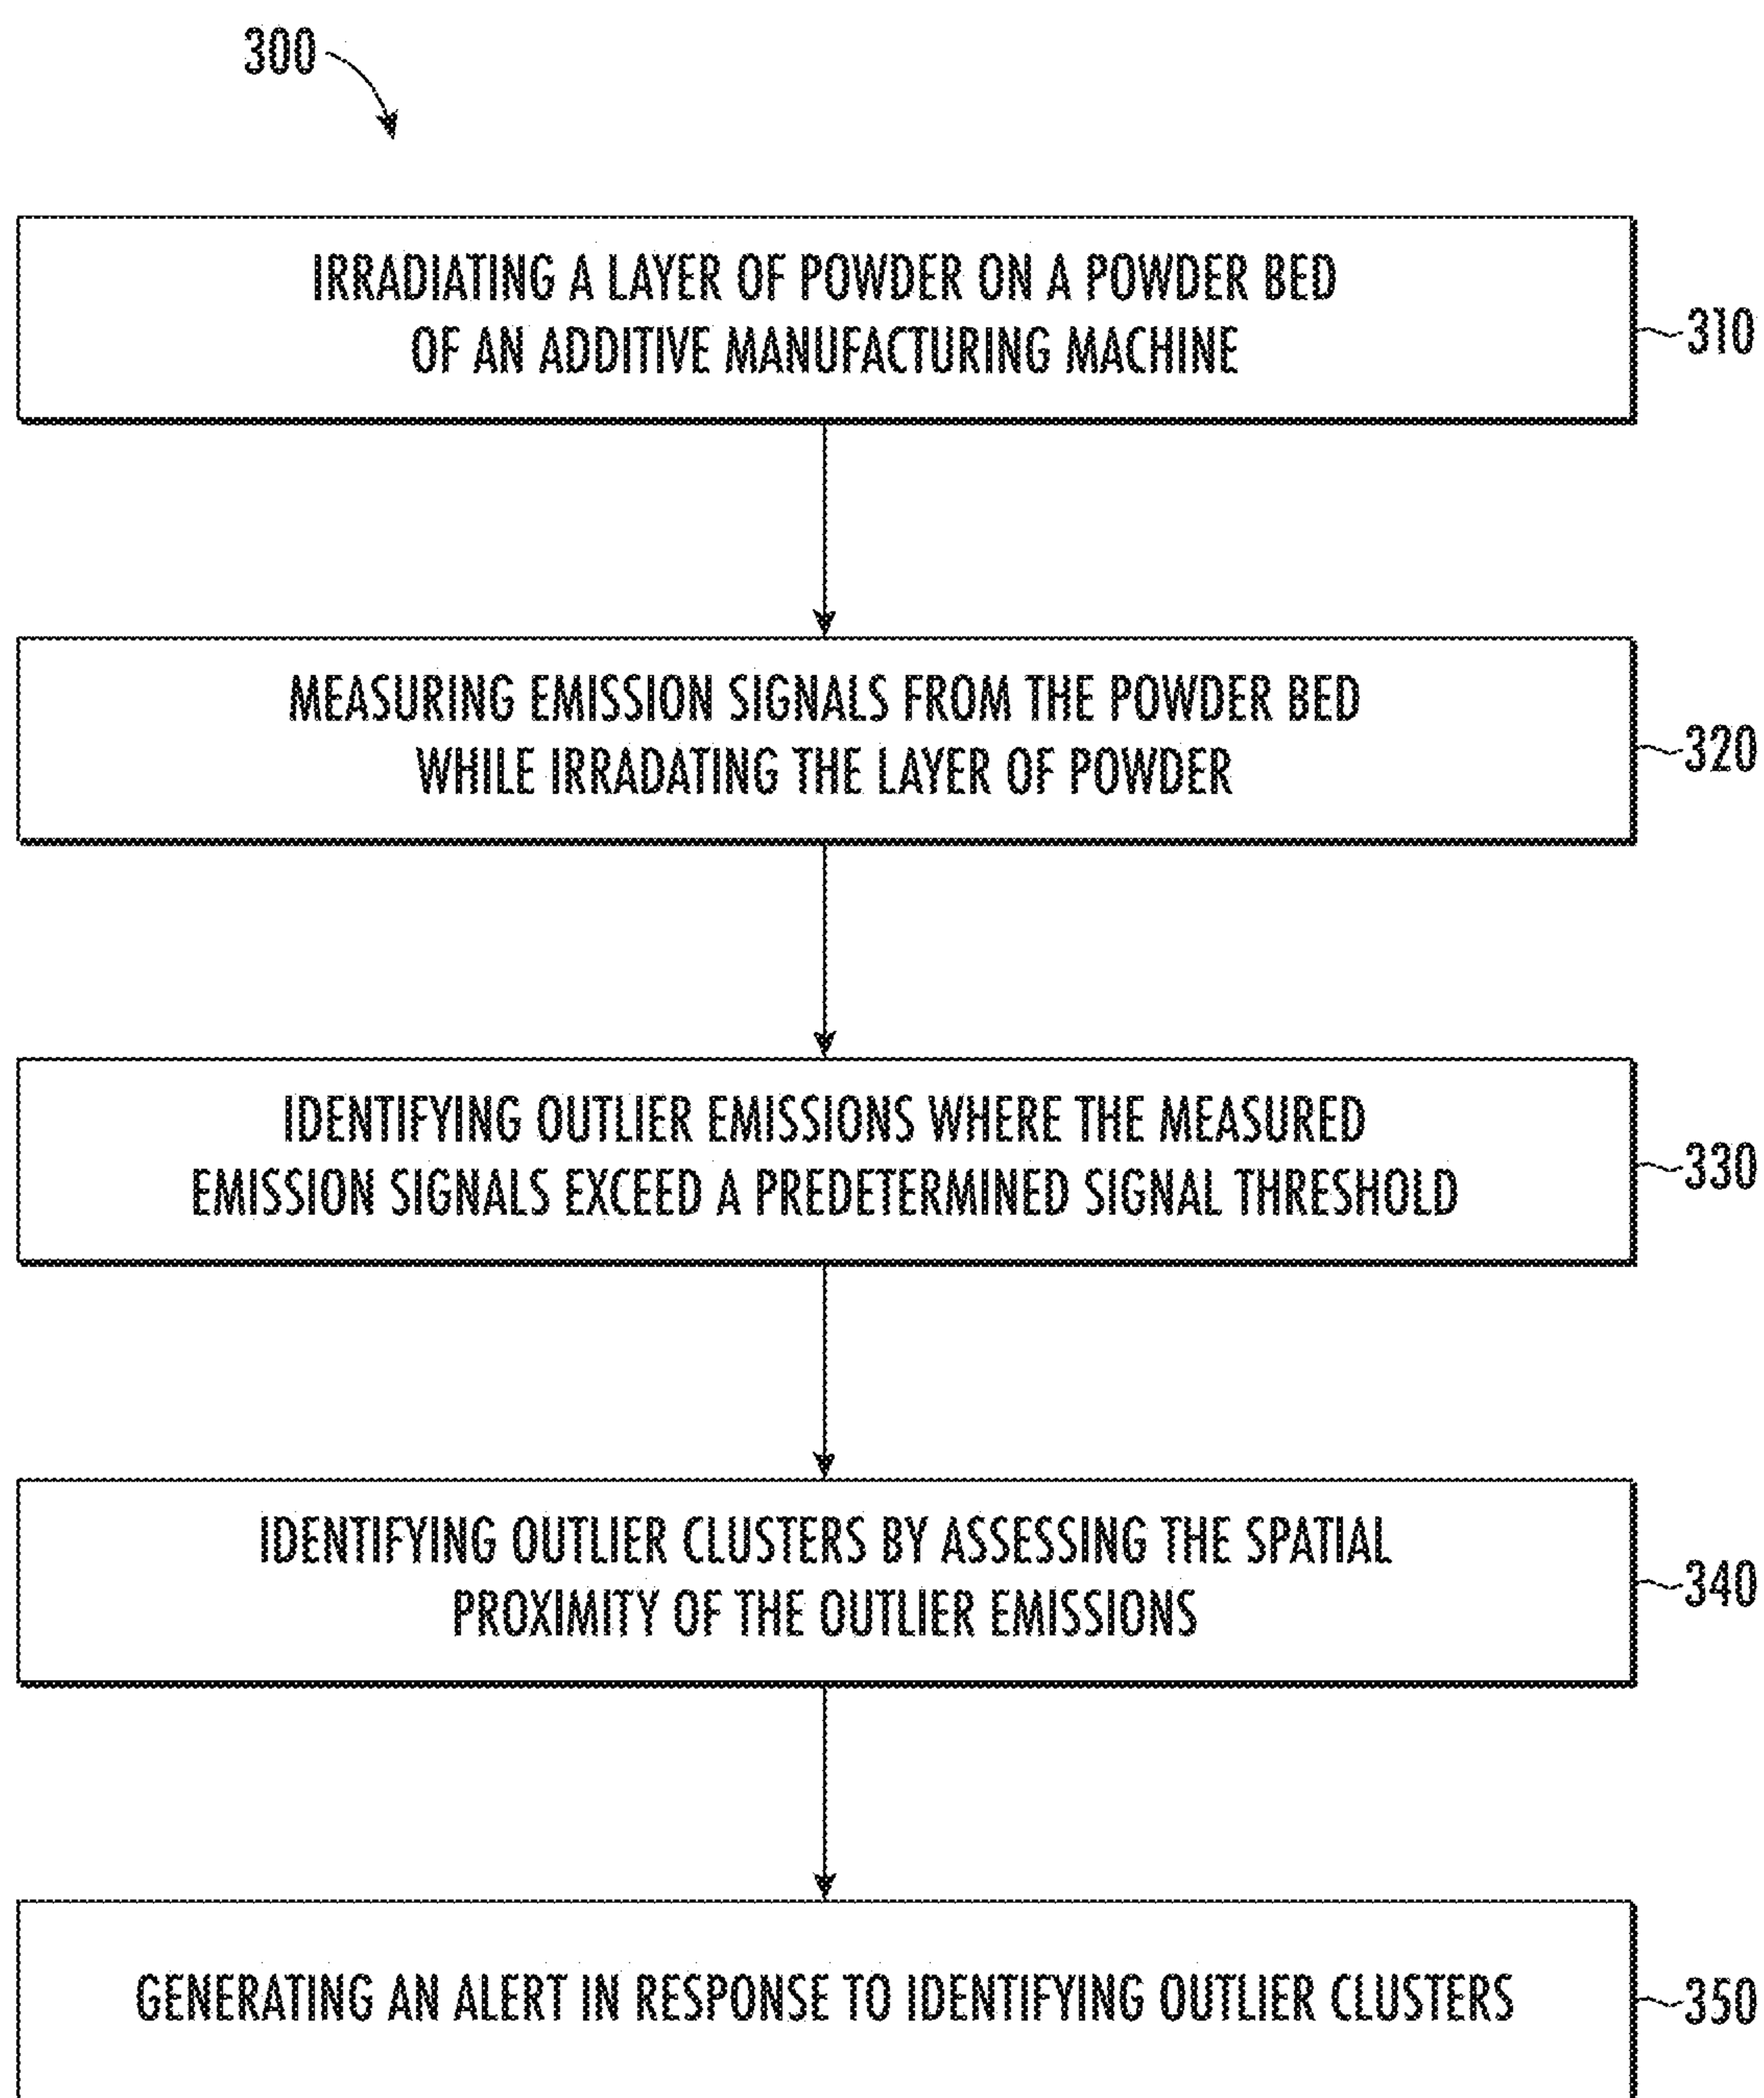 300
IRRADIATING A LAYER OF POWDER ON A POWDER BED
OF AN ADDITIVE MANUFACTURING MACHINE
310
MEASURING EMISSION SIGNALS FROM THE POWDER BED
WHILE IRRADATING THE LAYER OF POWDER
320
IDENTIFYING OUTLIER EMISSIONS WHERE THE MEASURED
EMISSION SIGNALS EXCEED A PREDETERMINED SIGNAL THRESHOLD
330
IDENTIFYING OUTLIER CLUSTERS BY ASSESSING THE SPATIAL
PROXIMITY OF THE OUTLIER EMISSIONS
340
GENERATING AN ALERT IN RESPONSE TO IDENTIFYING OUTLIER CLUSTERS
350